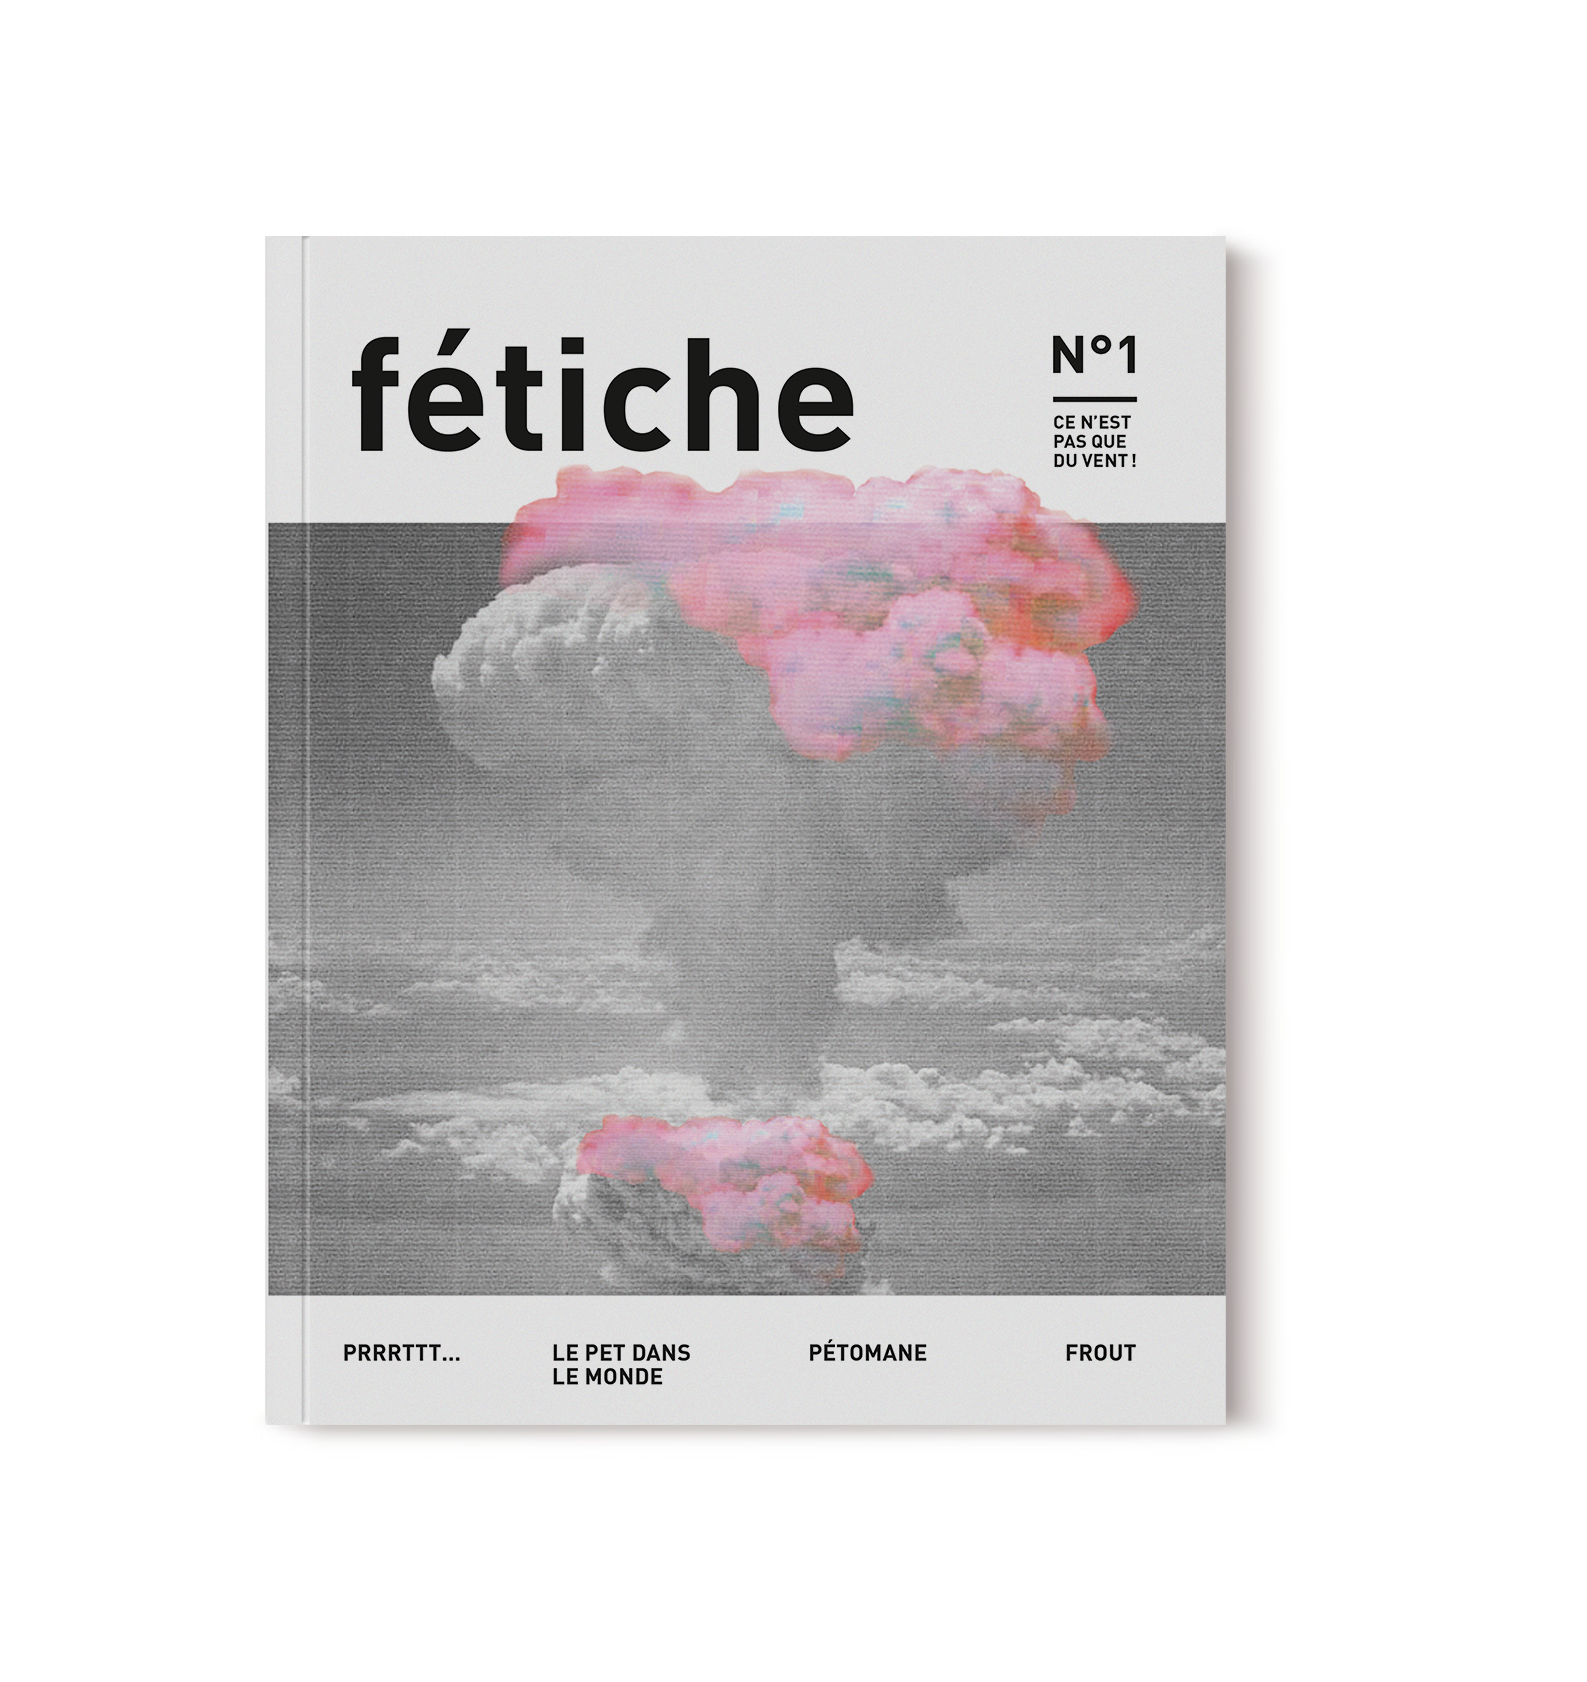 fétiche
N°1
CE N'EST
PAS QUE
DU VENT !
PRRRTTT...
LE PET DANS
LE MONDE
PÉTOMANE
FROUT